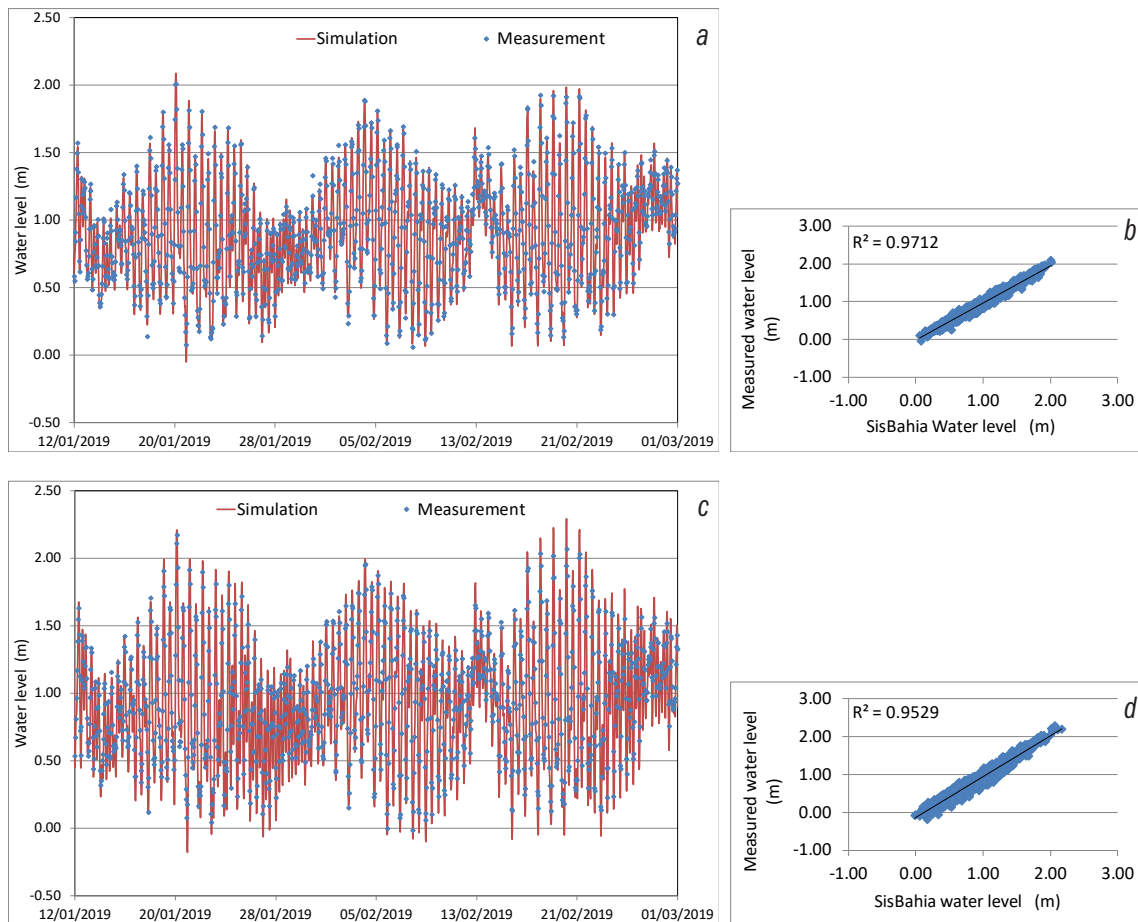 2.50
Simulation Measurement
a
2.00
1.50
1.00
0.50
0.00
-0.50
Water level (m)
12/01/2019 20/01/2019 28/01/2019 05/02/2019 13/02/2019 21/02/2019 01/03/2019
3.00
R² = 0.9712
b
2.00
1.00
0.00
-1.00
Measured water level
(m)
-1.00 0.00 1.00 2.00 3.00
SisBahia Water level (m)
2.50
Simulation Measurement
c
2.00
1.50
1.00
0.50
0.00
-0.50
Water level (m)
12/01/2019 20/01/2019 28/01/2019 05/02/2019 13/02/2019 21/02/2019 01/03/2019
3.00
R² = 0.9529
d
2.00
1.00
0.00
-1.00
Measured water level
(m)
-1.00 0.00 1.00 2.00 3.00
SisBahia Water level (m)